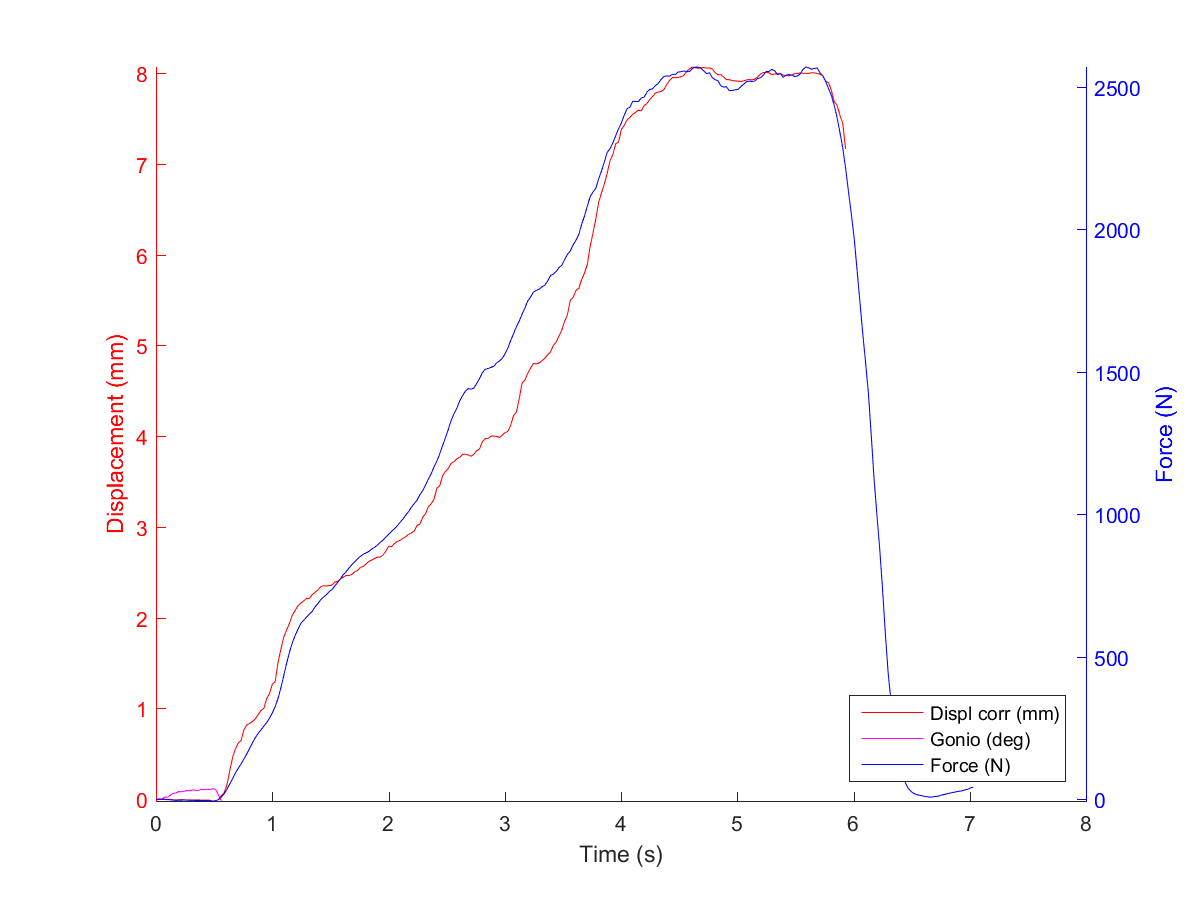 8
7
6
5
4
3
2
1
0
Displacement (mm)
2500
2000
1500
1000
500
0
Force (N)
Displ corr (mm)
Gonio (deg)
Force (N)
0 1 2 3 4 5 6 7 8
Time (s)